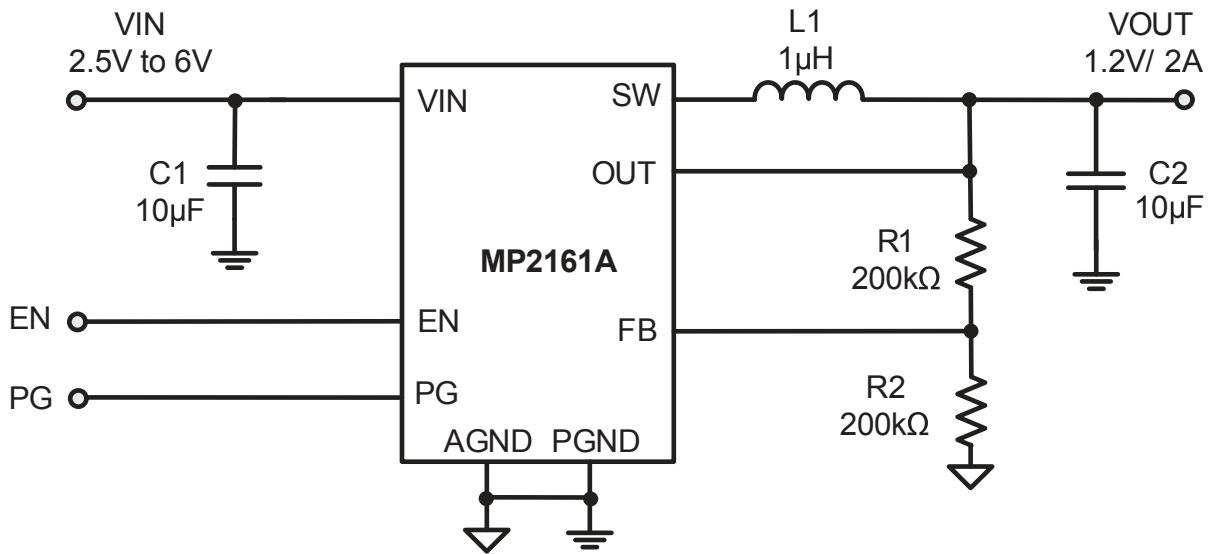 VIN
2.5V to 6V
L1
1µH
VOUT
1.2V/ 2A
VIN
SW
C1
10µF
OUT
C2
10µF
MP2161A
R1
200kΩ
EN
EN
FB
PG
PG
R2
200kΩ
AGND
PGND